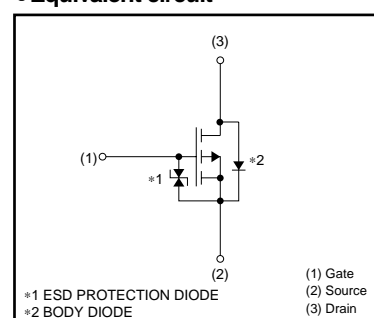 Equivalent circuit
(3)
(1)
∗1
∗2
(2)
∗1 ESD PROTECTION DIODE
∗2 BODY DIODE
(1) Gate
(2) Source
(3) Drain